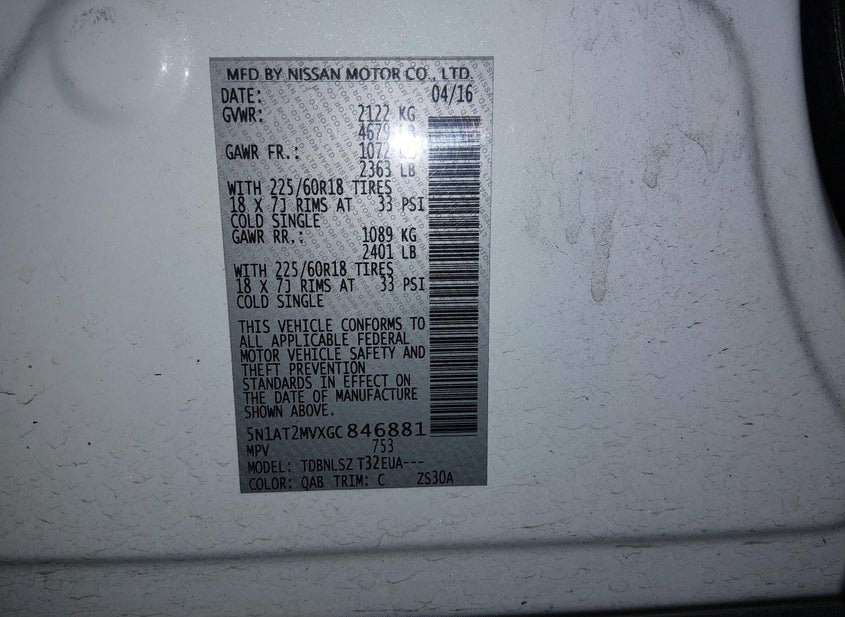 MFD BY NISSAN MOTOR CO., LTD.
DATE: 04/16
GVWR: 2122 KG
4679 LB
GAWR FR.: 1072
2363 LB
WITH 225/60R18 TIRES
18 X 7J RIMS AT 33 PSI
COLD SINGLE
GAWR RR.: 1089 KG
2401 LB
WITH 225/60R18 TIRES
18 X 7J RIMS AT 33 PSI
COLD SINGLE
THIS VEHICLE CONFORMS TO
ALL APPLICABLE FEDERAL
MOTOR VEHICLE SAFETY AND
THEFT PREVENTION
STANDARDS IN EFFECT ON
THE DATE OF MANUFACTURE
SHOWN ABOVE.
5N1AT2MVXGC846881
MPV 753
MODEL: TDBNLSZ T32EUA---
COLOR: QAB TRIM: C ZS30A